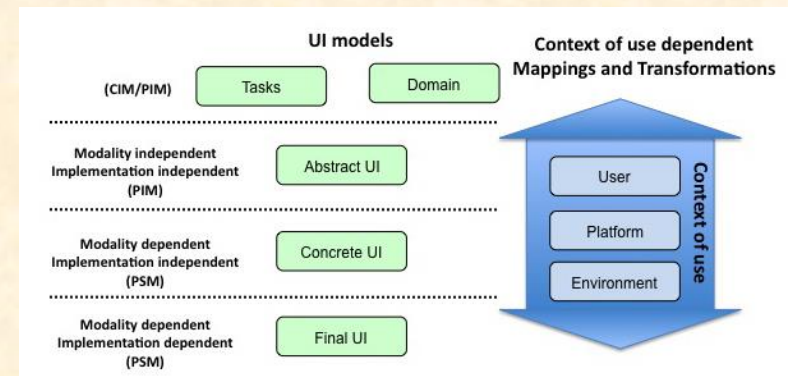 UI models
Context of use dependent
Mappings and Transformations
(CIM/PIM)
Tasks
Domain
Modality independent
Implementation independent
(PIM)
Abstract UI
Modality dependent
Implementation independent
(PSM)
Concrete UI
Modality dependent
Implementation dependent
(PSM)
Final UI
User
Platform
Environment
Context of use